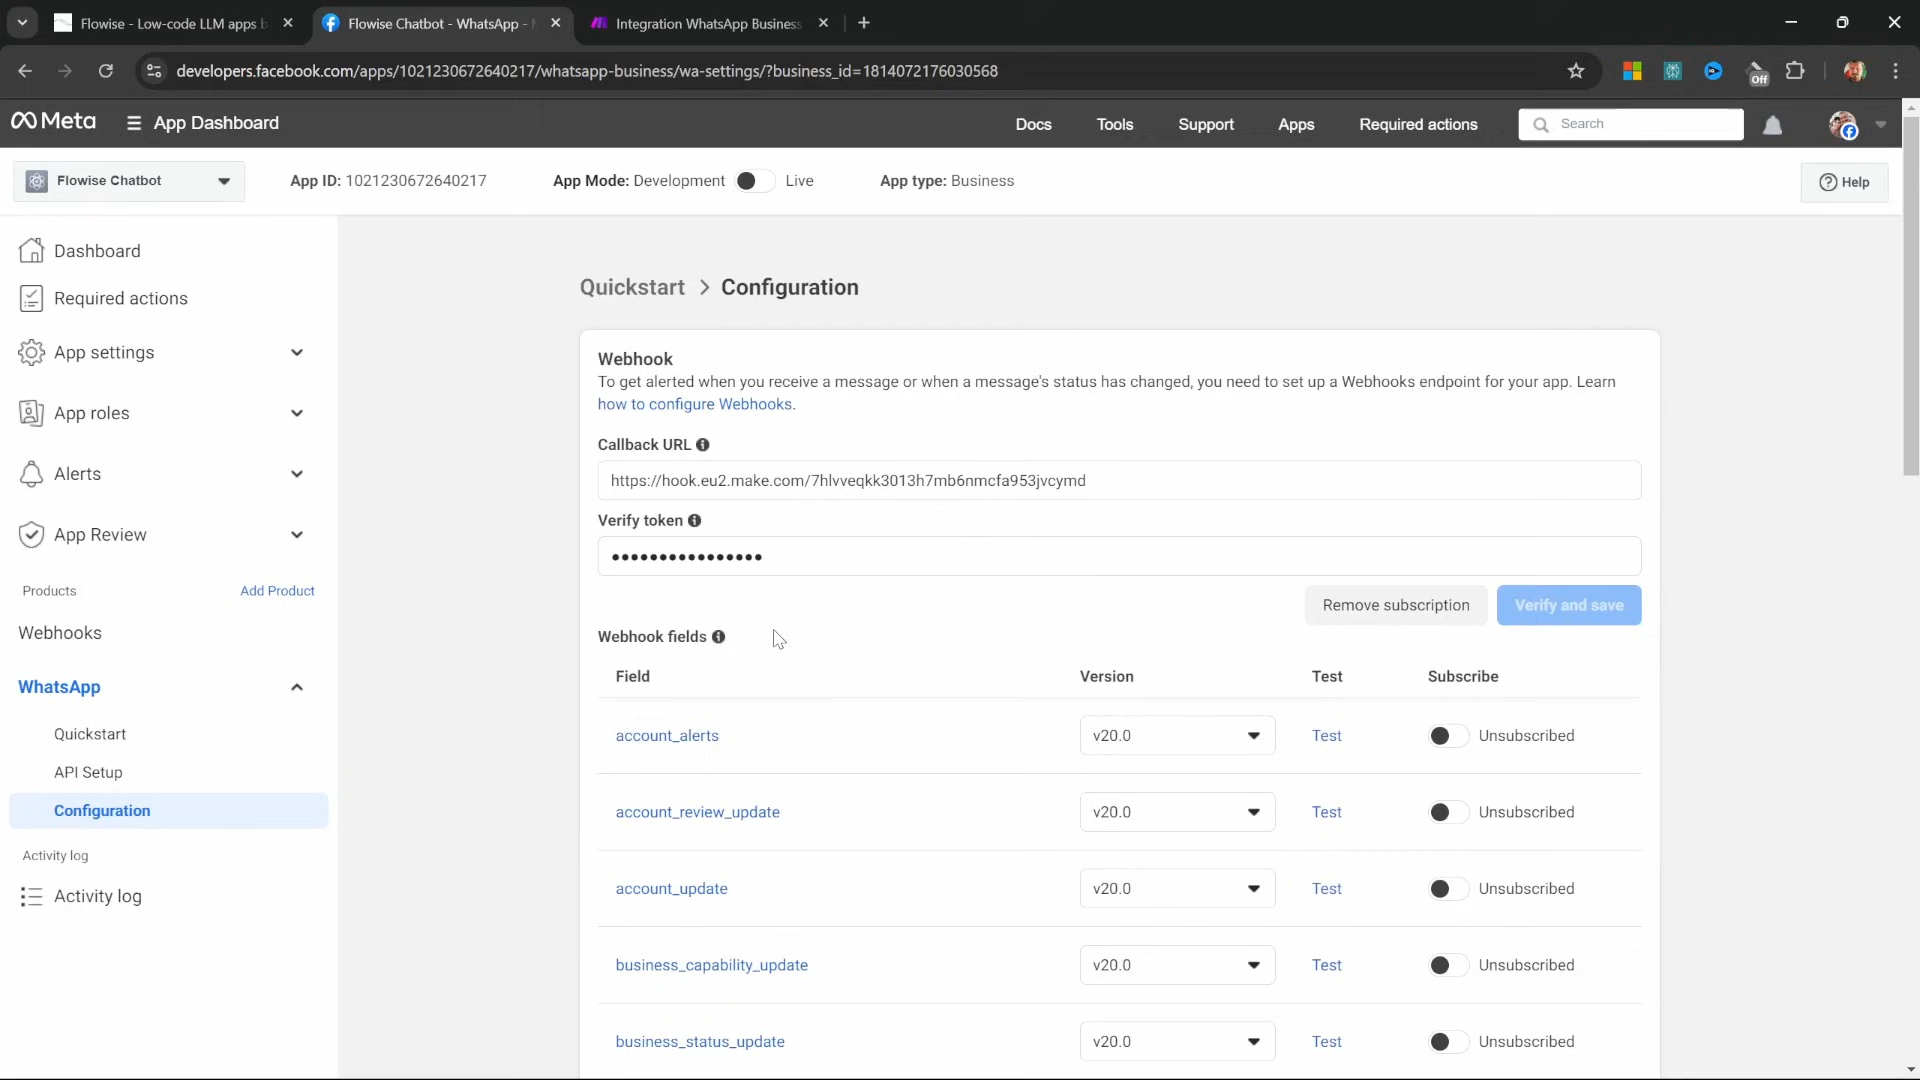 Flowise - Low-code LLM apps b
Flowise Chatbot - WhatsApp -
Integration WhatsApp Business
developers.facebook.com/apps/1021230672640217/whatsapp-business/wa-settings/?business_id=1814072176030568
Off
Meta
App Dashboard
Docs
Tools
Support
Apps
Required actions
Search
Flowise Chatbot
App ID: 1021230672640217
App Mode: Development
Live
App type: Business
Help
Dashboard
Required actions
App settings
App roles
Alerts
App Review
Products
Add Product
Webhooks
WhatsApp
Quickstart
API Setup
Configuration
Activity log
Activity log
Quickstart > Configuration
Webhook
To get alerted when you receive a message or when a message's status has changed, you need to set up a Webhooks endpoint for your app. Learn
how to configure Webhooks.
Callback URL
https://hook.eu2.make.com/7hlvveqkk3013h7mb6nmcfa953jvcymd
Verify token
••••••••••••••••
Remove subscription
Verify and save
Webhook fields
Field Version Test Subscribe
account_alerts v20.0 Test Unsubscribed
account_review_update v20.0 Test Unsubscribed
account_update v20.0 Test Unsubscribed
business_capability_update v20.0 Test Unsubscribed
business_status_update v20.0 Test Unsubscribed